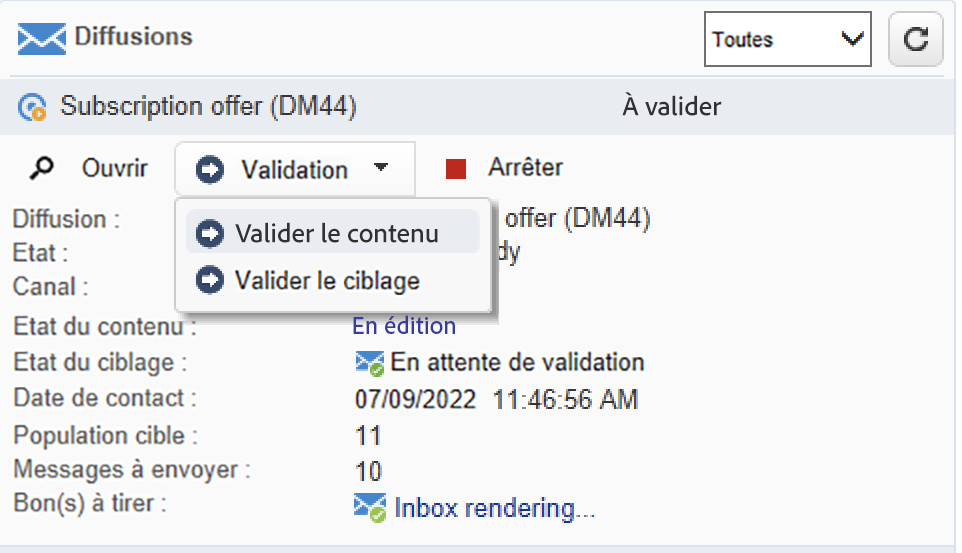 Diffusions
Toutes
Subscription offer (DM44) À valider
Ouvrir Validation Arrêter
Diffusion : offer (DM44)
Valider le contenu
Etat :
Valider le ciblage
Canal :
Etat du contenu : En édition
Etat du ciblage : En attente de validation
Date de contact : 07/09/2022 11:46:56 AM
Population cible : 11
Messages à envoyer : 10
Bon(s) à tirer : Inbox rendering...